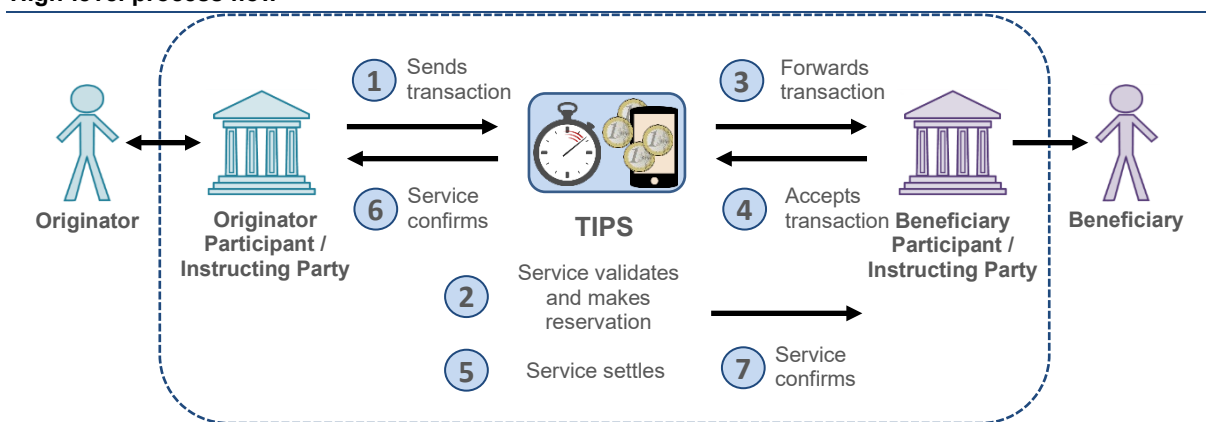 High-level process flow
1 Sends
transaction
3 Forwards
transaction
6 Service
confirms
4 Accepts
transaction
Originator
Originator
Participant /
Instructing Party
TIPS
Beneficiary
Participant /
Instructing Party
Beneficiary
2 Service validates
and makes
reservation
5 Service settles
7 Service
confirms